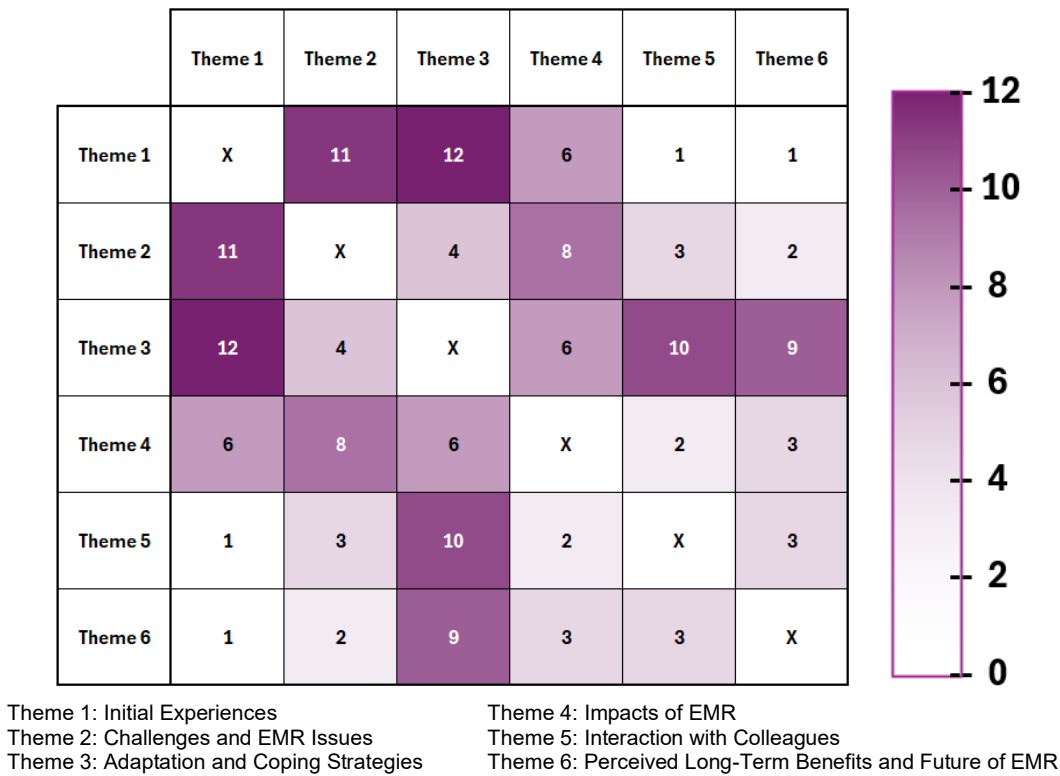 Theme 1 Theme 2 Theme 3 Theme 4 Theme 5 Theme 6
Theme 1 X 11 12 6 1 1
Theme 2 11 X 4 8 3 2
Theme 3 12 4 X 6 10 9
Theme 4 6 8 6 X 2 3
Theme 5 1 3 10 2 X 3
Theme 6 1 2 9 3 3 X
12
10
8
6
4
2
0
Theme 1: Initial Experiences
Theme 2: Challenges and EMR Issues
Theme 3: Adaptation and Coping Strategies
Theme 4: Impacts of EMR
Theme 5: Interaction with Colleagues
Theme 6: Perceived Long-Term Benefits and Future of EMR